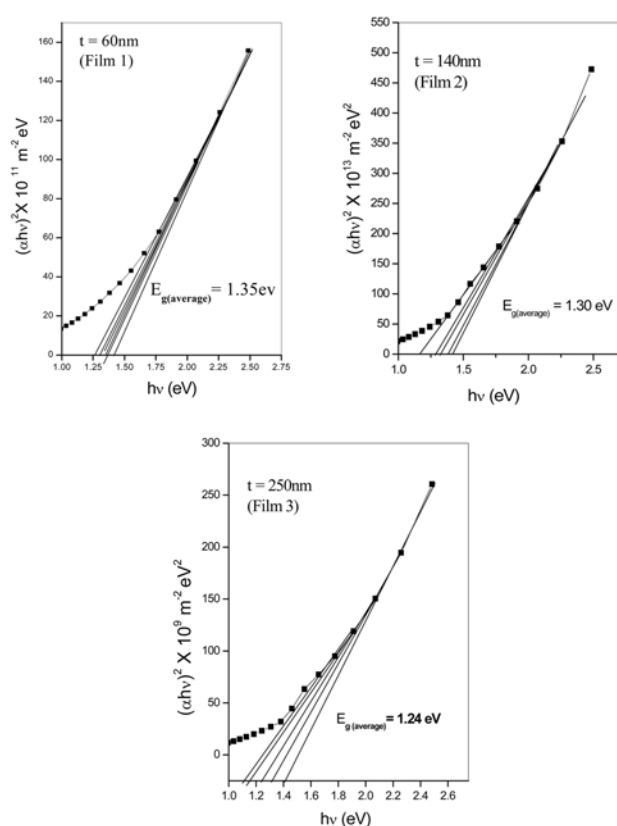 t = 60nm
(Film 1)
(αhν)² X 10¹¹ m⁻² eV
160
140
120
100
80
60
40
20
0
E g(average) = 1.35ev
1.00 1.25 1.50 1.75 2.00 2.25 2.50 2.75
hν (eV)
t = 140nm
(Film 2)
(αhν)² X 10¹³ m⁻² eV²
550
500
450
400
350
300
250
200
150
100
50
0
E g(average) = 1.30 eV
1.0 1.5 2.0 2.5
hν (eV)
t = 250nm
(Film 3)
(αhν)² X 10⁹ m⁻² eV²
300
250
200
150
100
50
0
E g (average) = 1.24 eV
1.0 1.2 1.4 1.6 1.8 2.0 2.2 2.4 2.6
hν (eV)